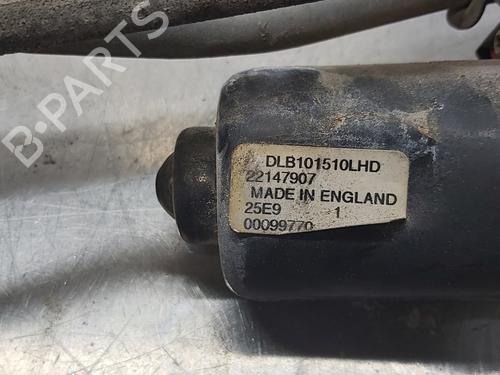 B-PARTS
DLB101510LHD
22147907
MADE IN ENGLAND
25E9 1
00099770